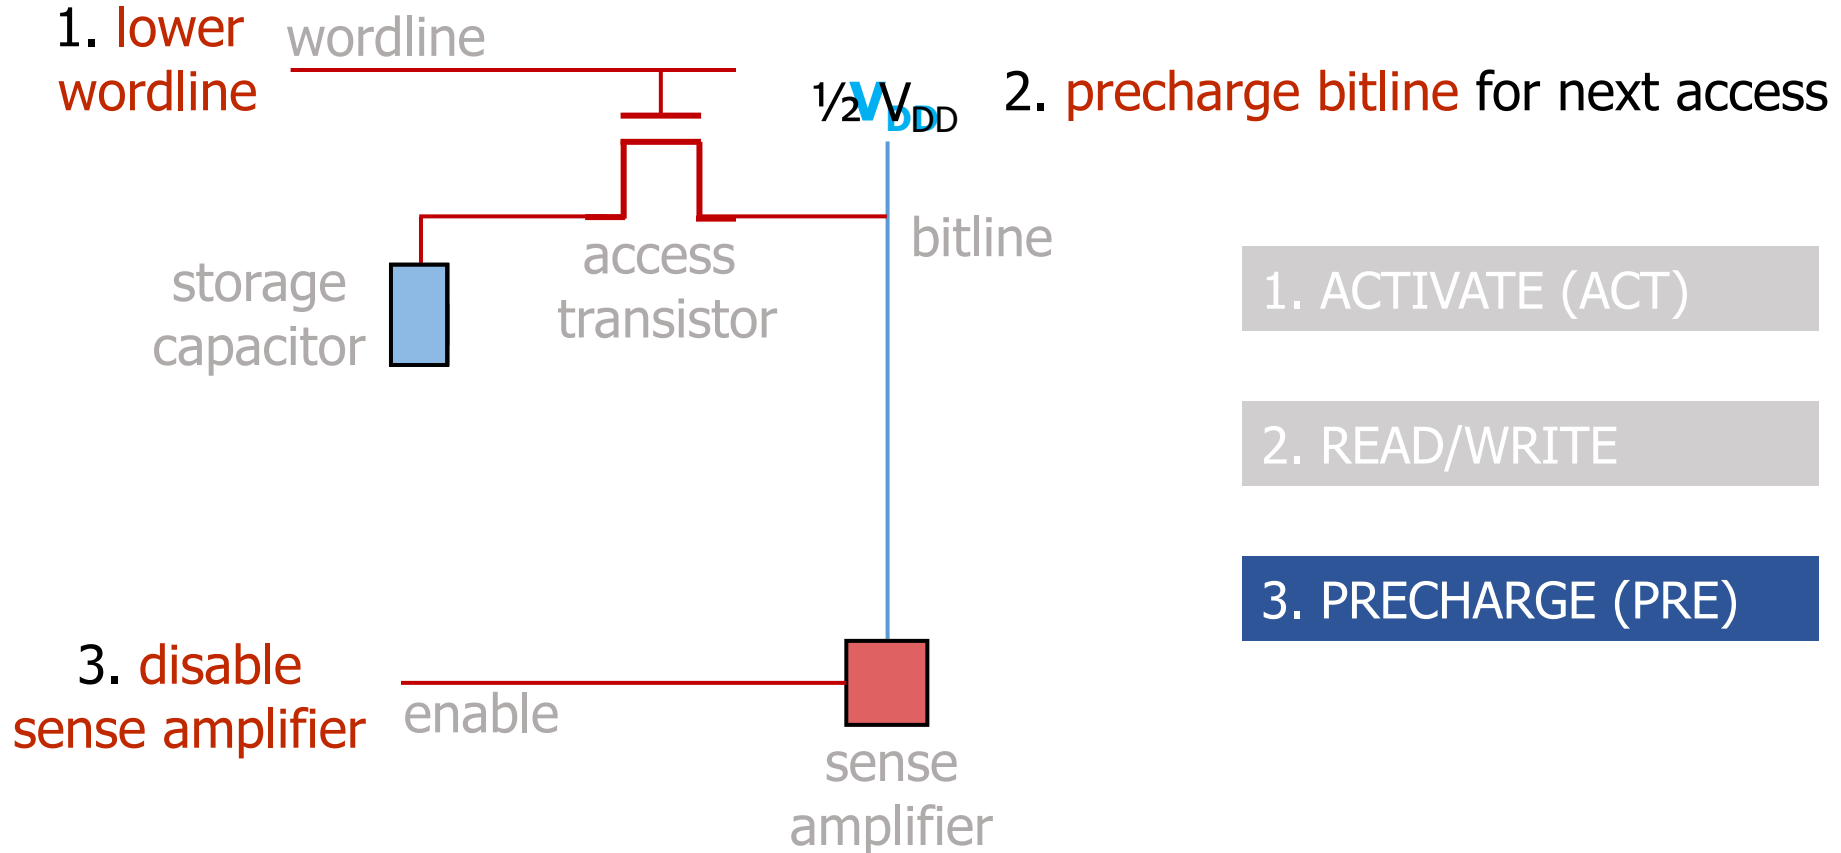 1. lower
wordline
wordline
½VDD
VDD
2. precharge bitline for next access
bitline
access
transistor
storage
capacitor
1. ACTIVATE (ACT)
2. READ/WRITE
3. PRECHARGE (PRE)
3. disable
sense amplifier
enable
sense
amplifier